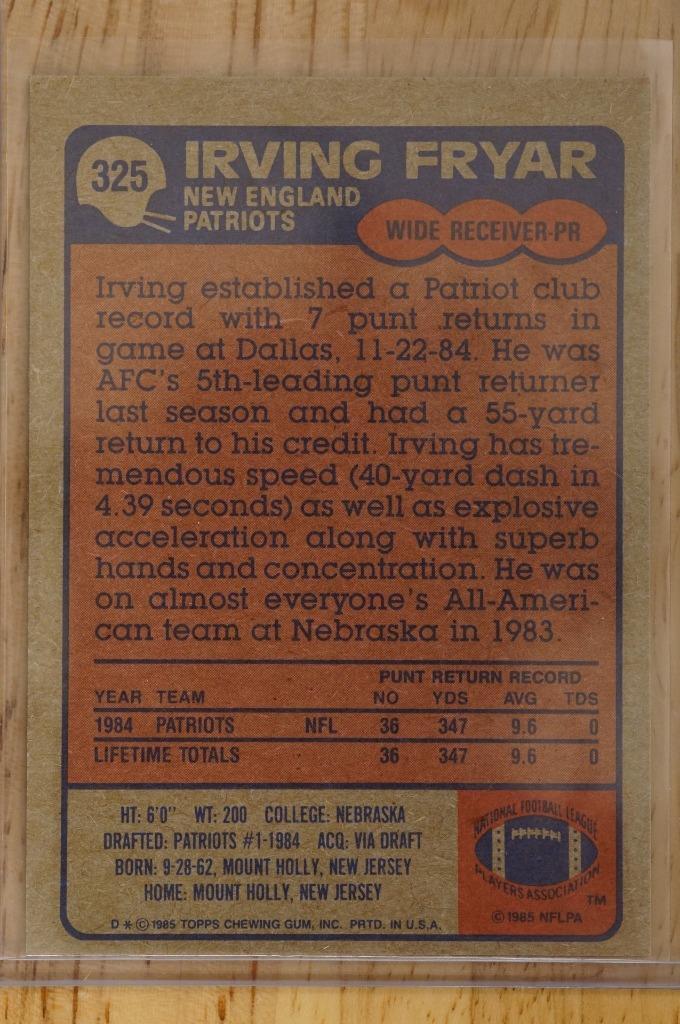 325
IRVING FRYAR
NEW ENGLAND
PATRIOTS
WIDE RECEIVER-PR
Irving established a Patriot club
record with 7 punt returns in
game at Dallas, 11-22-84. He was
AFC's 5th-leading punt returner
last season and had a 55-yard
return to his credit. Irving has tre-
mendous speed (40-yard dash in
4.39 seconds) as well as explosive
acceleration along with superb
hands and concentration. He was
on almost everyone's All-Ameri-
can team at Nebraska in 1983.
PUNT RETURN RECORD
YEAR TEAM NO YDS AVG TDS
1984 PATRIOTS NFL 36 347 9.6 0
LIFETIME TOTALS 36 347 9.6 0
HT: 6'0" WT: 200 COLLEGE: NEBRASKA
DRAFTED: PATRIOTS #1-1984 ACQ: VIA DRAFT
BORN: 9-28-62, MOUNT HOLLY, NEW JERSEY
HOME: MOUNT HOLLY, NEW JERSEY
D * © 1985 TOPPS CHEWING GUM, INC. PRTD. IN U.S.A.
NATIONAL FOOTBALL LEAGUE
PLAYERS ASSOCIATION
TM
© 1985 NFLPA